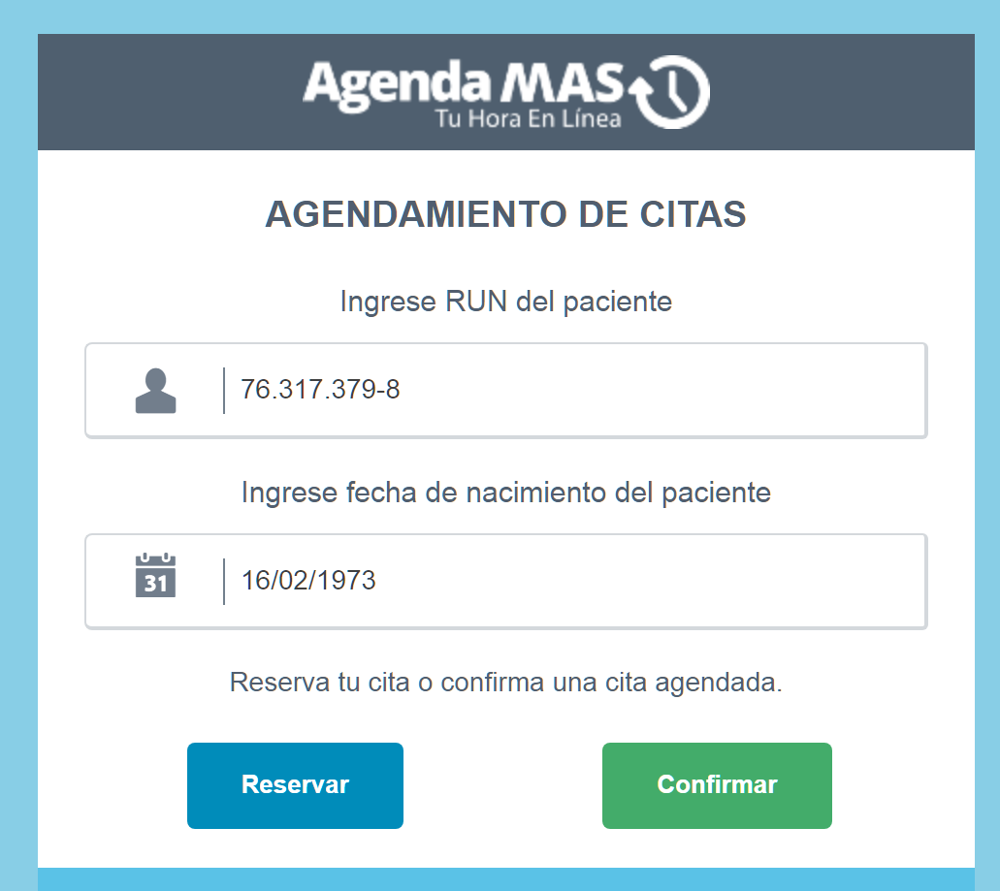 Agenda MAS
Tu Hora En Línea
AGENDAMIENTO DE CITAS
Ingrese RUN del paciente
76.317.379-8
Ingrese fecha de nacimiento del paciente
31
16/02/1973
Reserva tu cita o confirma una cita agendada.
Reservar
Confirmar